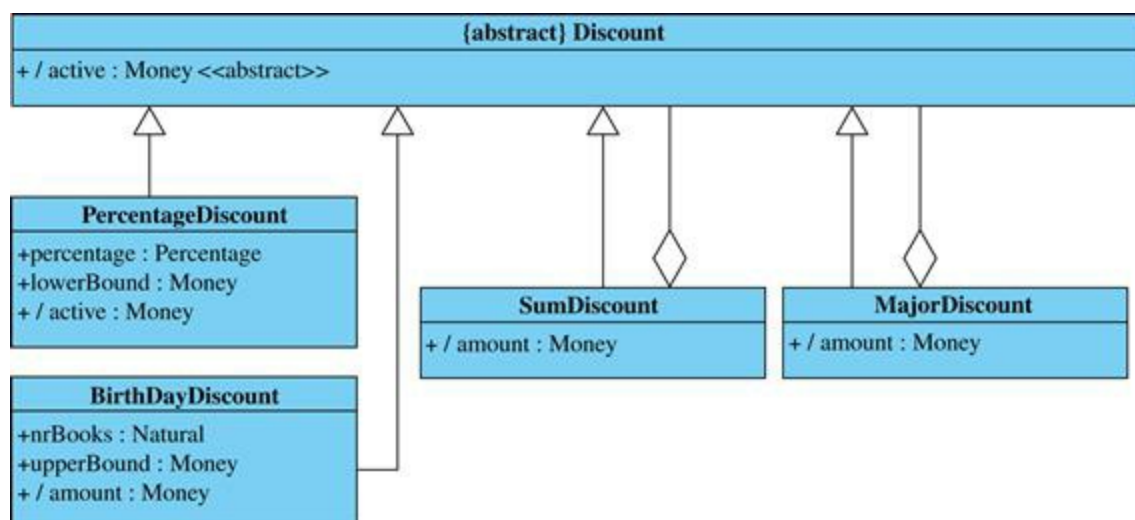 {abstract} Discount
+ / active : Money <<abstract>>
PercentageDiscount
+percentage : Percentage
+lowerBound : Money
+ / active : Money
BirthDayDiscount
+nrBooks : Natural
+upperBound : Money
+ / amount : Money
SumDiscount
+ / amount : Money
MajorDiscount
+ / amount : Money